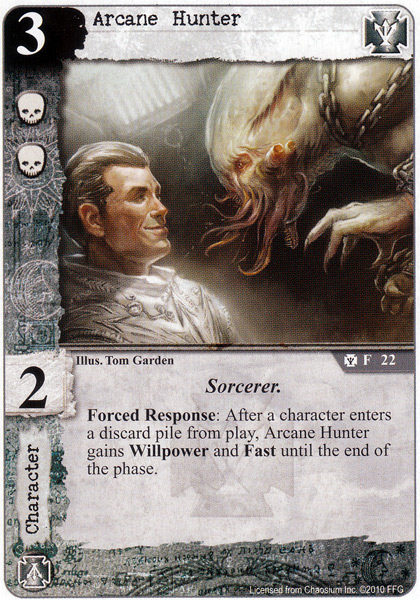 3
Arcane Hunter
Illus. Tom Garden
F 22
2
Sorcerer.
Forced Response: After a character enters
a discard pile from play, Arcane Hunter
gains Willpower and Fast until the end of
the phase.
Character
Licensed from Chaosium Inc. ©2010 FFG